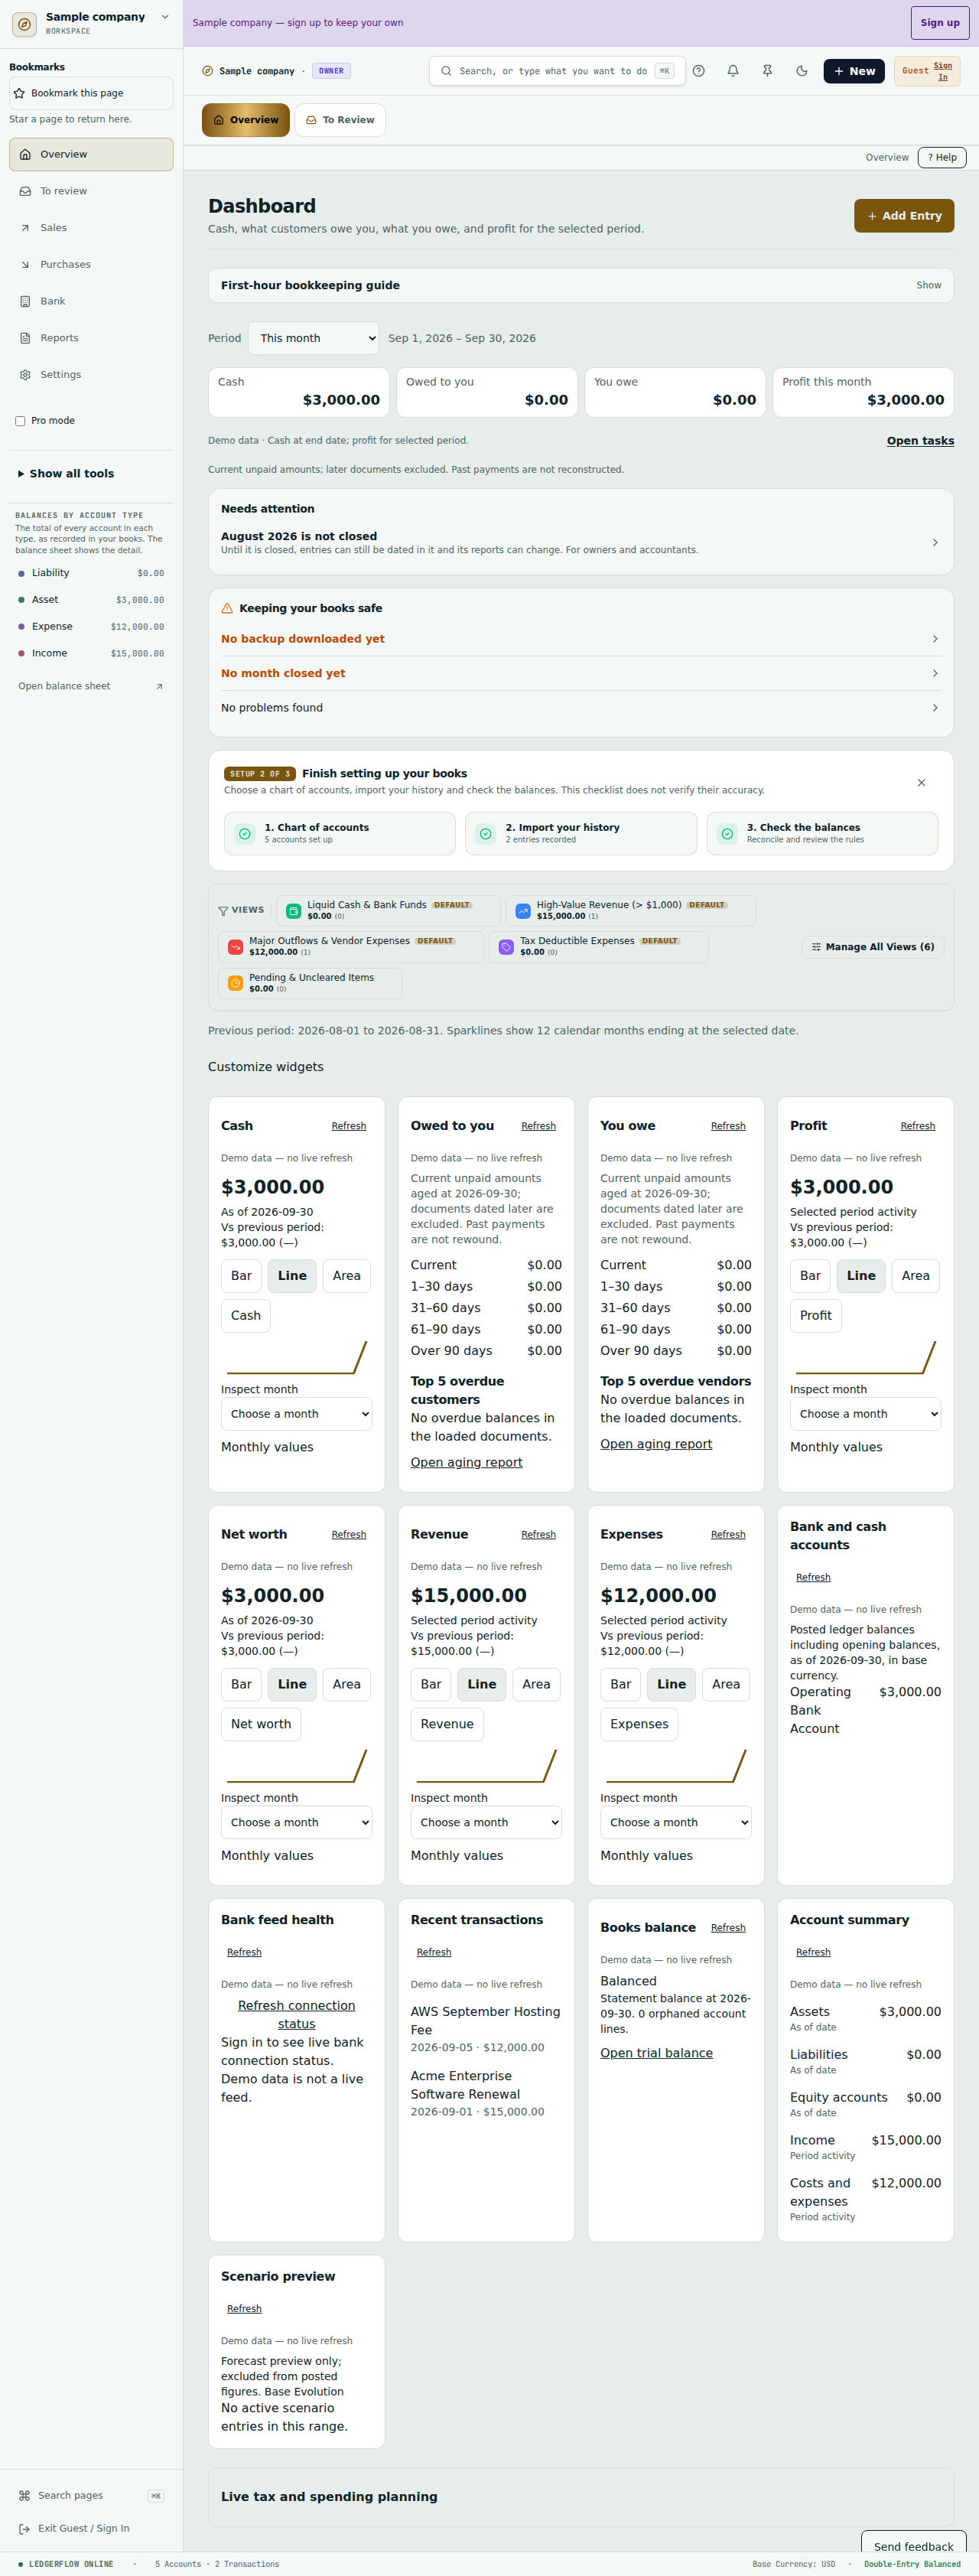 Sample company
WORKSPACE
Sample company — sign up to keep your own
Sign up
Sample company · OWNER
Search, or type what you want to do ⌘K
New
Guest Sign In
Bookmarks
Bookmark this page
Star a page to return here.
Overview
To review
Sales
Purchases
Bank
Reports
Settings
Pro mode
Show all tools
BALANCES BY ACCOUNT TYPE
The total of every account in each
type, as recorded in your books. The
balance sheet shows the detail.
Liability $0.00
Asset $3,000.00
Expense $12,000.00
Income $15,000.00
Open balance sheet
Search pages ⌘K
Exit Guest / Sign In
Overview
To Review
Overview
? Help
Dashboard
Cash, what customers owe you, what you owe, and profit for the selected period.
+ Add Entry
First-hour bookkeeping guide
Show
Period This month Sep 1, 2026 – Sep 30, 2026
Cash
$3,000.00
Owed to you
$0.00
You owe
$0.00
Profit this month
$3,000.00
Demo data · Cash at end date; profit for selected period.
Open tasks
Current unpaid amounts; later documents excluded. Past payments are not reconstructed.
Needs attention
August 2026 is not closed
Until it is closed, entries can still be dated in it and its reports can change. For owners and accountants.
Keeping your books safe
No backup downloaded yet
No month closed yet
No problems found
SETUP 2 OF 3 Finish setting up your books
Choose a chart of accounts, import your history and check the balances. This checklist does not verify their accuracy.
1. Chart of accounts
5 accounts set up
2. Import your history
2 entries recorded
3. Check the balances
Reconcile and review the rules
VIEWS
Liquid Cash & Bank Funds DEFAULT
$0.00 (0)
High-Value Revenue (> $1,000) DEFAULT
$15,000.00 (1)
Major Outflows & Vendor Expenses DEFAULT
$12,000.00 (1)
Tax Deductible Expenses DEFAULT
$0.00 (0)
Pending & Uncleared Items
$0.00 (0)
Manage All Views (6)
Previous period: 2026-08-01 to 2026-08-31. Sparklines show 12 calendar months ending at the selected date.
Customize widgets
Cash Refresh
Demo data — no live refresh
$3,000.00
As of 2026-09-30
Vs previous period:
$3,000.00 (—)
Bar Line Area
Cash
Inspect month
Choose a month
Monthly values
Owed to you Refresh
Demo data — no live refresh
Current unpaid amounts
aged at 2026-09-30;
documents dated later are
excluded. Past payments
are not rewound.
Current $0.00
1–30 days $0.00
31–60 days $0.00
61–90 days $0.00
Over 90 days $0.00
Top 5 overdue
customers
No overdue balances in
the loaded documents.
Open aging report
You owe Refresh
Demo data — no live refresh
Current unpaid amounts
aged at 2026-09-30;
documents dated later are
excluded. Past payments
are not rewound.
Current $0.00
1–30 days $0.00
31–60 days $0.00
61–90 days $0.00
Over 90 days $0.00
Top 5 overdue vendors
No overdue balances in
the loaded documents.
Open aging report
Profit Refresh
Demo data — no live refresh
$3,000.00
Selected period activity
Vs previous period:
$3,000.00 (—)
Bar Line Area
Profit
Inspect month
Choose a month
Monthly values
Net worth Refresh
Demo data — no live refresh
$3,000.00
As of 2026-09-30
Vs previous period:
$3,000.00 (—)
Bar Line Area
Net worth
Inspect month
Choose a month
Monthly values
Revenue Refresh
Demo data — no live refresh
$15,000.00
Selected period activity
Vs previous period:
$15,000.00 (—)
Bar Line Area
Revenue
Inspect month
Choose a month
Monthly values
Expenses Refresh
Demo data — no live refresh
$12,000.00
Selected period activity
Vs previous period:
$12,000.00 (—)
Bar Line Area
Expenses
Inspect month
Choose a month
Monthly values
Bank and cash
accounts
Refresh
Demo data — no live refresh
Posted ledger balances
including opening balances,
as of 2026-09-30, in base
currency.
Operating $3,000.00
Bank
Account
Bank feed health
Refresh
Demo data — no live refresh
Refresh connection
status
Sign in to see live bank
connection status.
Demo data is not a live
feed.
Recent transactions
Refresh
Demo data — no live refresh
AWS September Hosting
Fee
2026-09-05 · $12,000.00
Acme Enterprise
Software Renewal
2026-09-01 · $15,000.00
Books balance Refresh
Demo data — no live refresh
Balanced
Statement balance at 2026-
09-30. 0 orphaned account
lines.
Open trial balance
Account summary
Refresh
Demo data — no live refresh
Assets $3,000.00
As of date
Liabilities $0.00
As of date
Equity accounts $0.00
As of date
Income $15,000.00
Period activity
Costs and $12,000.00
expenses
Period activity
Scenario preview
Refresh
Demo data — no live refresh
Forecast preview only;
excluded from posted
figures. Base Evolution
No active scenario
entries in this range.
Live tax and spending planning
Send feedback
LEDGERFLOW ONLINE · 5 Accounts · 2 Transactions
Base Currency: USD · Double-Entry Balanced